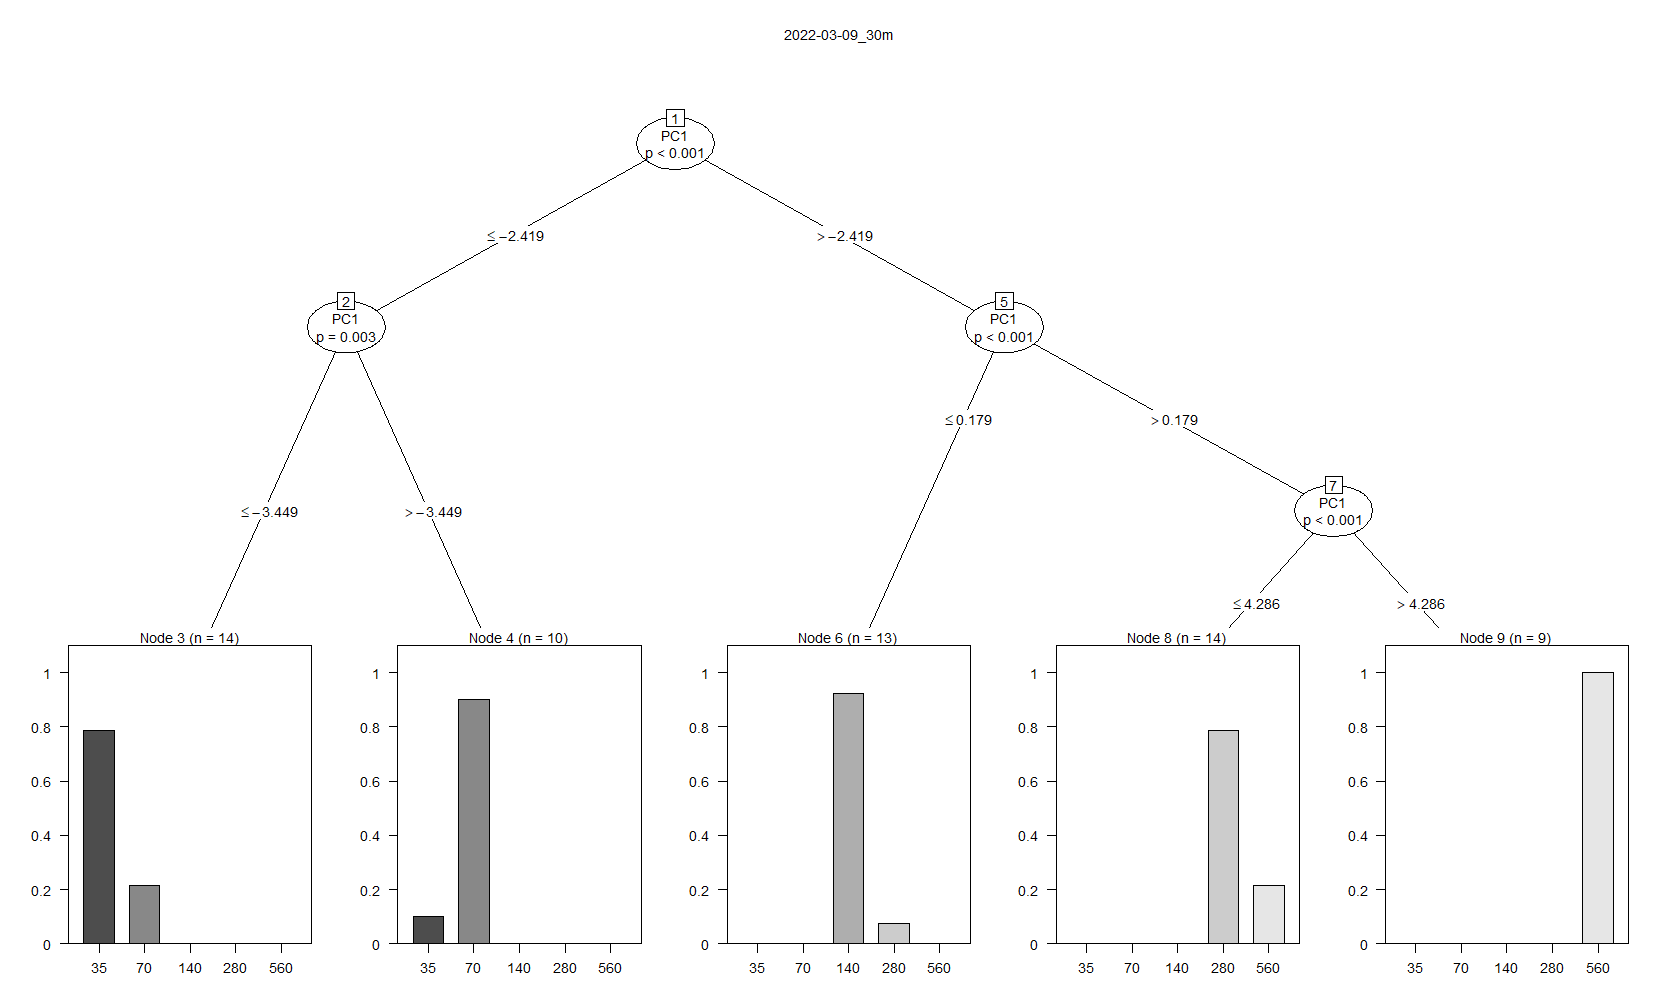 2022-03-09_30m
1
PC1
p < 0.001
≤ −2.419
> −2.419
2
PC1
p = 0.003
5
PC1
p < 0.001
≤ 0.179
> 0.179
7
PC1
p < 0.001
≤ −3.449
> −3.449
≤ 4.286
> 4.286
Node 3 (n = 14)
1
0.8
0.6
0.4
0.2
0
35 70 140 280 560
Node 4 (n = 10)
1
0.8
0.6
0.4
0.2
0
35 70 140 280 560
Node 6 (n = 13)
1
0.8
0.6
0.4
0.2
0
35 70 140 280 560
Node 8 (n = 14)
1
0.8
0.6
0.4
0.2
0
35 70 140 280 560
Node 9 (n = 9)
1
0.8
0.6
0.4
0.2
0
35 70 140 280 560